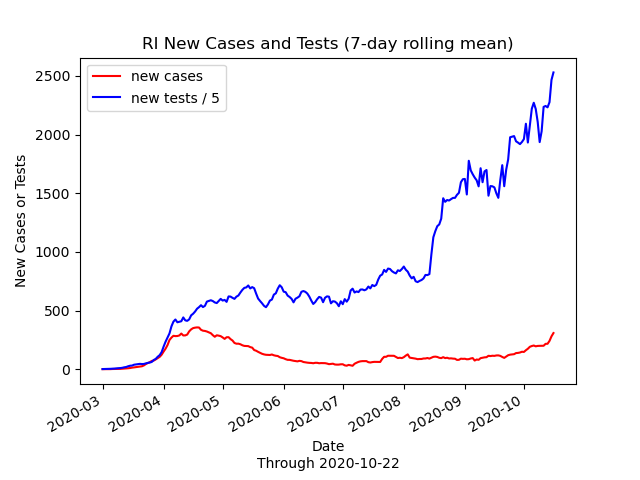 RI New Cases and Tests (7-day rolling mean)
new cases
new tests / 5
New Cases or Tests
2500
2000
1500
1000
500
0
2020-03
2020-04
2020-05
2020-06
2020-07
2020-08
2020-09
2020-10
Date
Through 2020-10-22